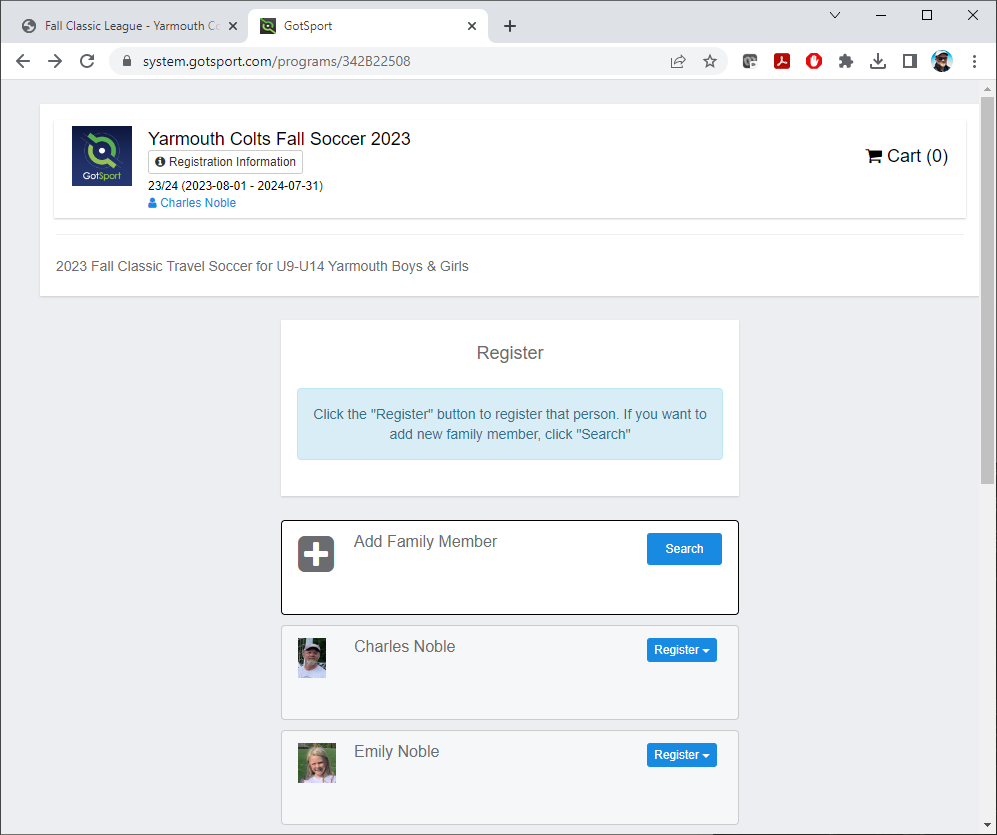 Fall Classic League - Yarmouth Co
GotSport
system.gotsport.com/programs/342B22508
GotSport
Yarmouth Colts Fall Soccer 2023
Registration Information
23/24 (2023-08-01 - 2024-07-31)
Charles Noble
Cart (0)
2023 Fall Classic Travel Soccer for U9-U14 Yarmouth Boys & Girls
Register
Click the "Register" button to register that person. If you want to
add new family member, click "Search"
Add Family Member
Search
Charles Noble
Register
Emily Noble
Register